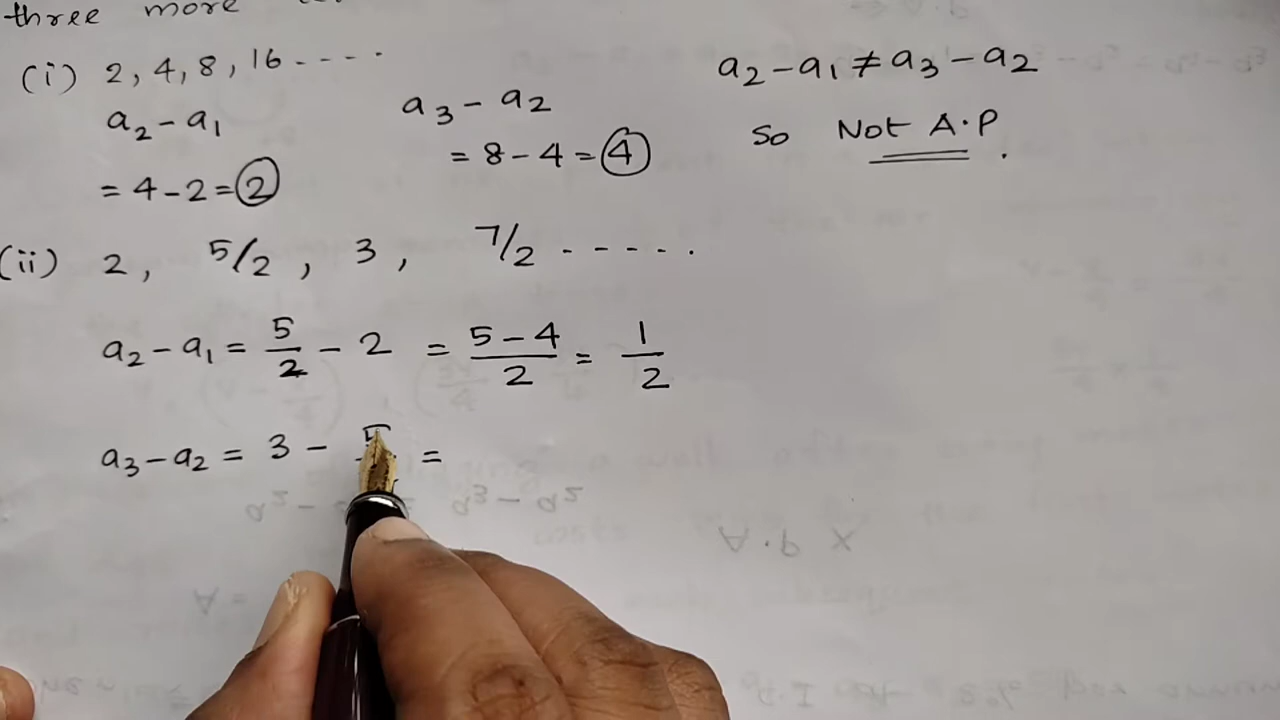 three more
(i) 2, 4, 8, 16 - - - -
a2 - a1
= 4 - 2 = 2
a3 - a2
= 8 - 4 = 4
a2 - a1 ≠ a3 - a2
So Not A.P.
(ii) 2, 5/2, 3, 7/2 - - - - -.
a2 - a1 = 5/2 - 2 = 5-4/2 = 1/2
a3 - a2 = 3 - 5 =